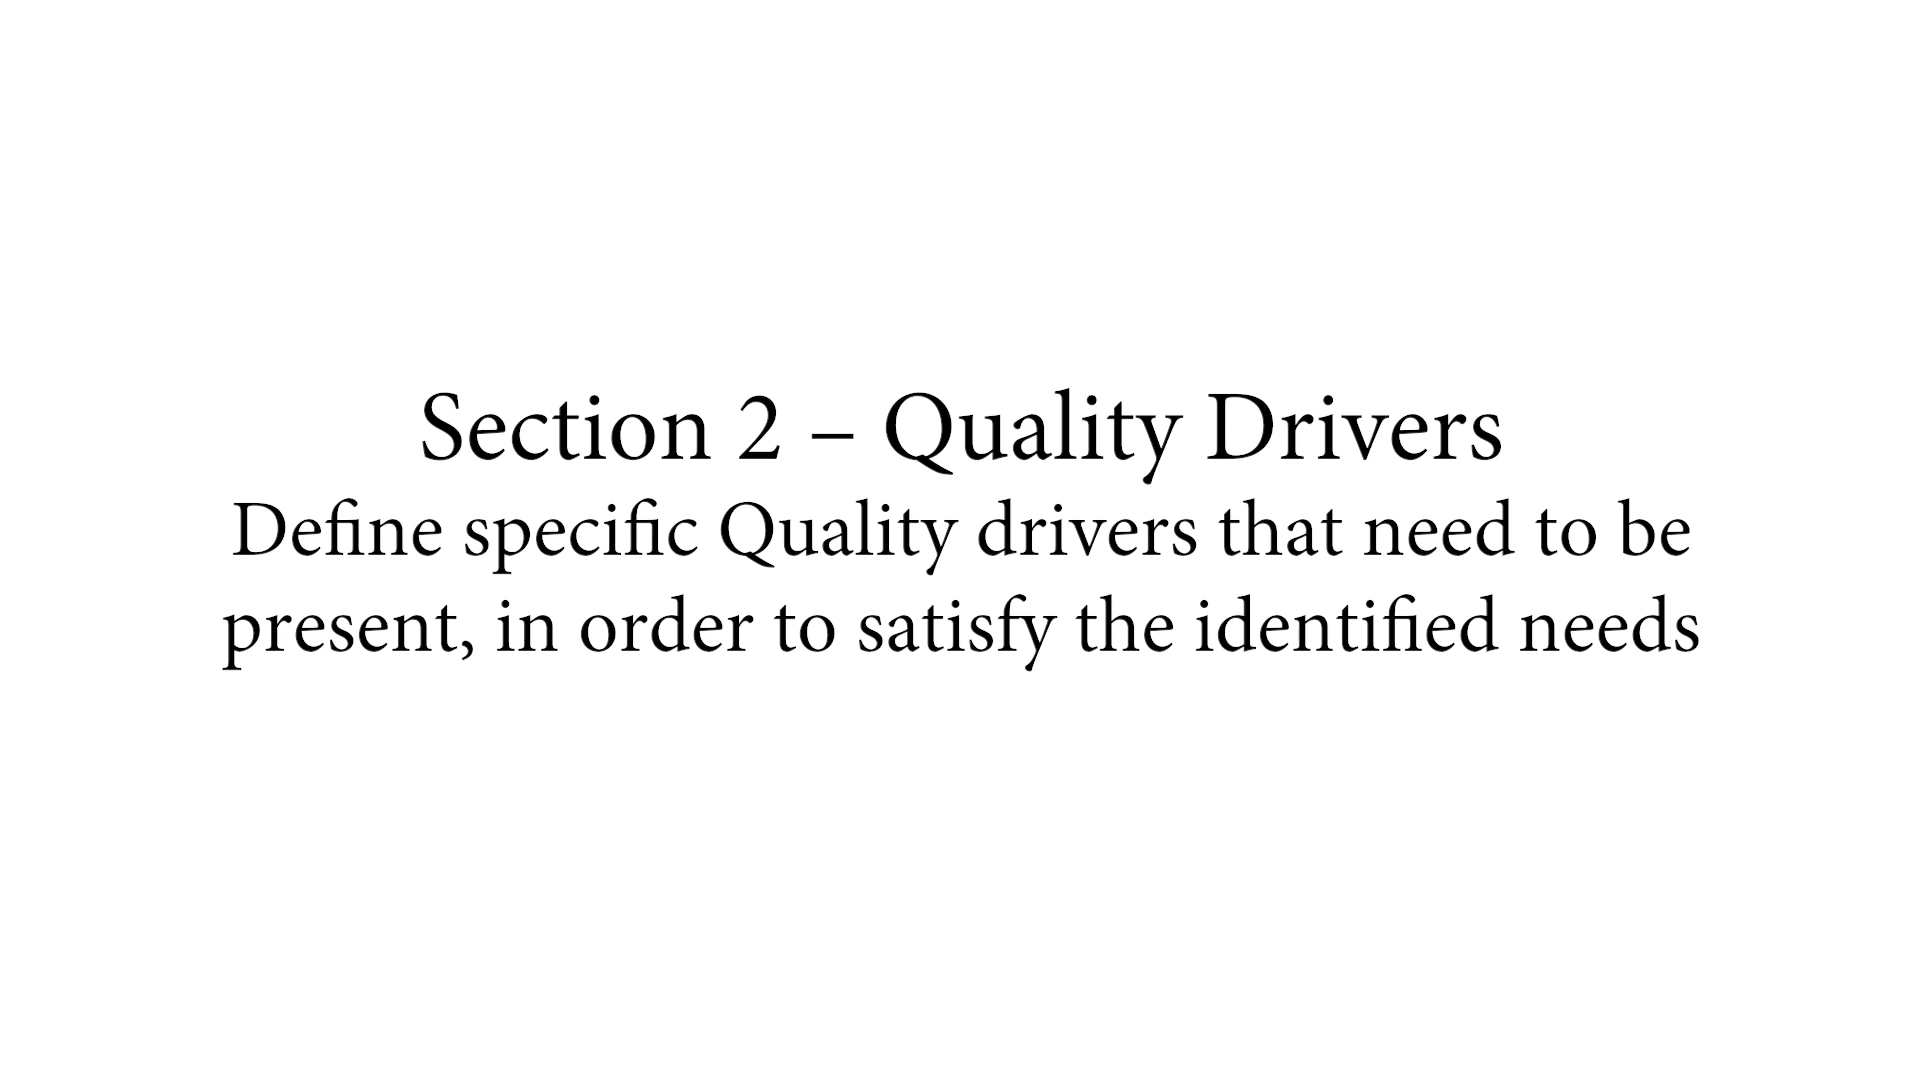 Section 2 – Quality Drivers
Define specific Quality drivers that need to be
present, in order to satisfy the identified needs